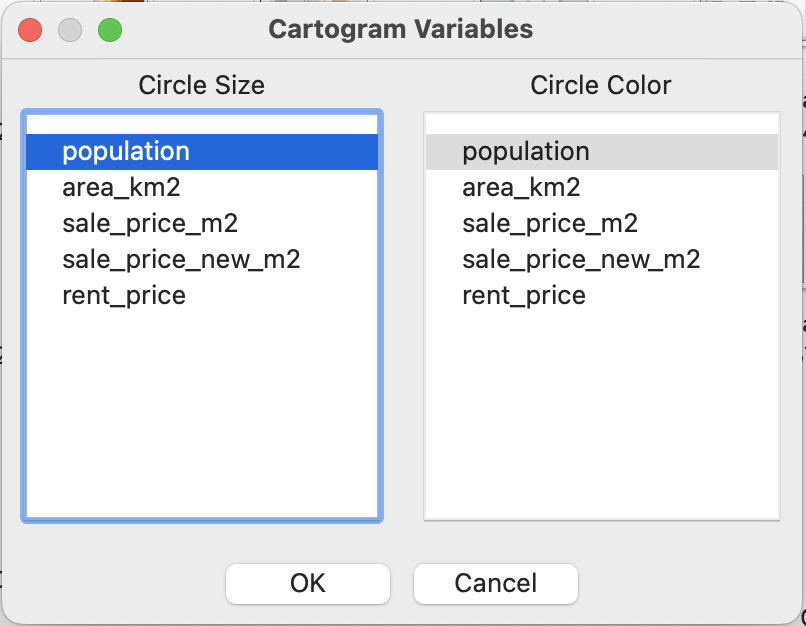 Cartogram Variables
Circle Size
population
area_km2
sale_price_m2
sale_price_new_m2
rent_price
Circle Color
population
area_km2
sale_price_m2
sale_price_new_m2
rent_price
OK
Cancel